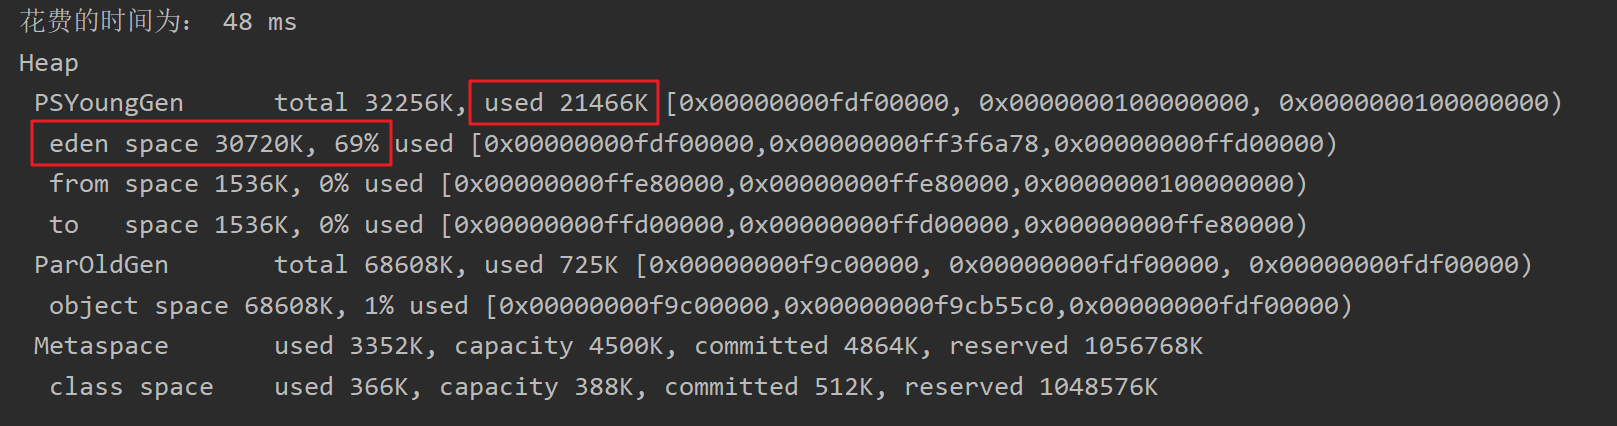 花费的时间为： 48 ms
Heap
PSYoungGen      total 32256K, used 21466K [0x00000000fdf00000, 0x0000000100000000, 0x0000000100000000)
eden space 30720K, 69% used [0x00000000fdf00000,0x00000000ff3f6a78,0x00000000ffd00000)
from space 1536K, 0% used [0x00000000ffe80000,0x00000000ffe80000,0x0000000100000000)
to   space 1536K, 0% used [0x00000000ffd00000,0x00000000ffd00000,0x00000000ffe80000)
ParOldGen       total 68608K, used 725K [0x00000000f9c00000, 0x00000000fdf00000, 0x00000000fdf00000)
object space 68608K, 1% used [0x00000000f9c00000,0x00000000f9cb55c0,0x00000000fdf00000)
Metaspace       used 3352K, capacity 4500K, committed 4864K, reserved 1056768K
class space    used 366K, capacity 388K, committed 512K, reserved 1048576K